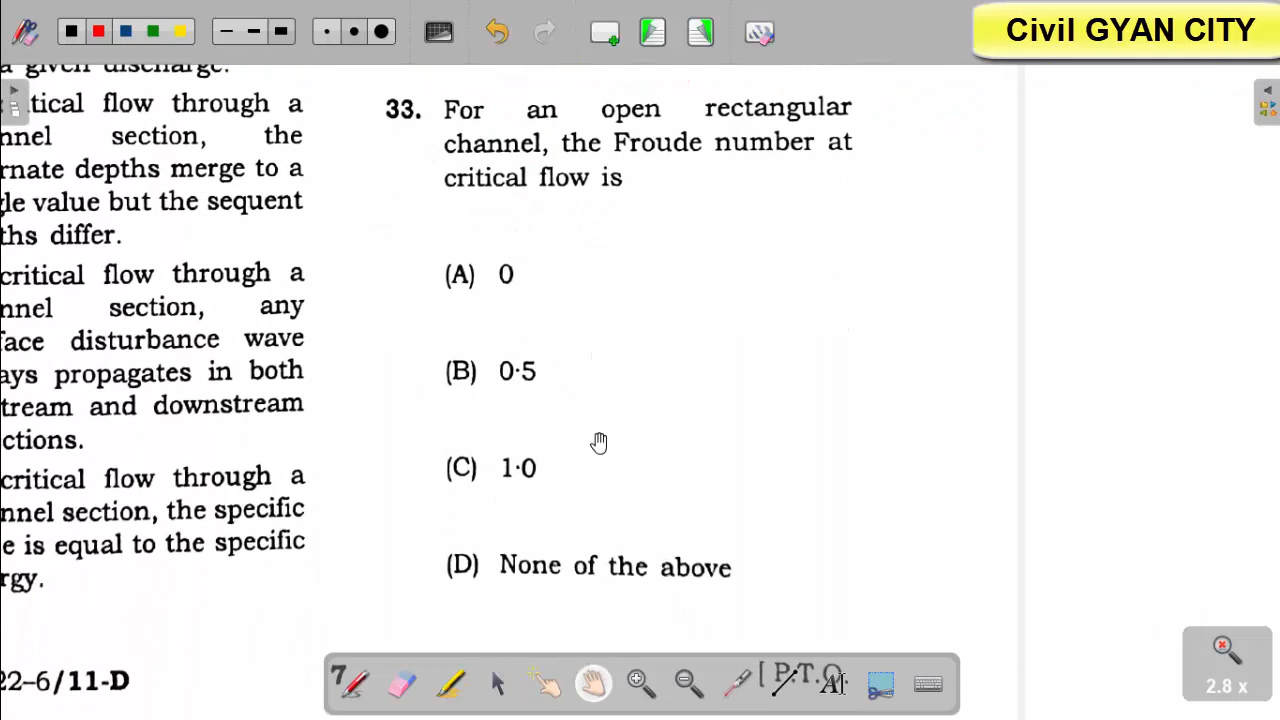 Civil GYAN CITY
a given discharge.
tical flow through a
nnel section, the
rnate depths merge to a
gle value but the sequent
ths differ.
critical flow through a
nnel section, any
face disturbance wave
ays propagates in both
tream and downstream
ctions.
critical flow through a
nnel section, the specific
e is equal to the specific
rgy.
22–6/11-D
33. For an open rectangular
channel, the Froude number at
critical flow is
(A) 0
(B) 0·5
(C) 1·0
(D) None of the above
7
[ P.T.O.
2.8 x